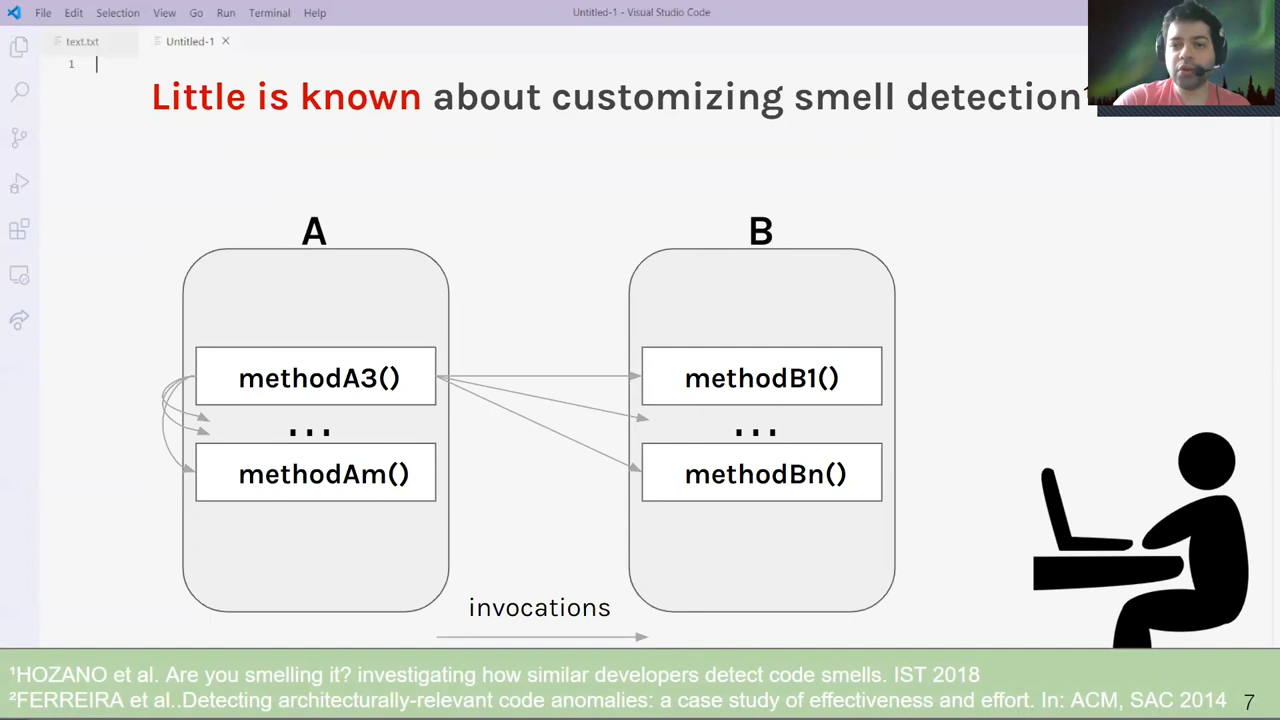 File Edit Selection View Go Run Terminal Help
Untitled-1 - Visual Studio Code
text.txt Untitled-1
1
Little is known about customizing smell detection¹
A
B
methodA3()
methodB1()
...
...
methodAm()
methodBn()
invocations
¹HOZANO et al. Are you smelling it? investigating how similar developers detect code smells. IST 2018
²FERREIRA et al..Detecting architecturally-relevant code anomalies: a case study of effectiveness and effort. In: ACM, SAC 2014
7